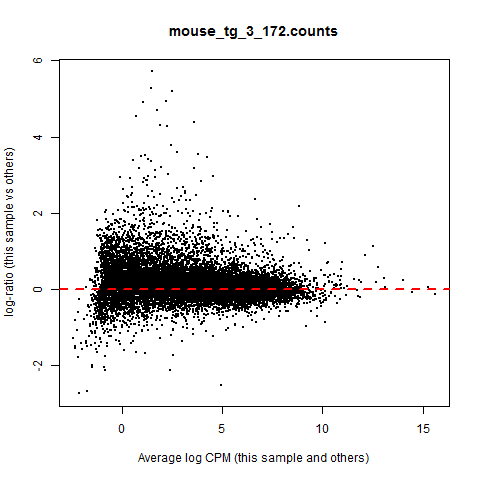 mouse_tg_3_172.counts
log-ratio (this sample vs others)
6
4
2
0
-2
0 5 10 15
Average log CPM (this sample and others)